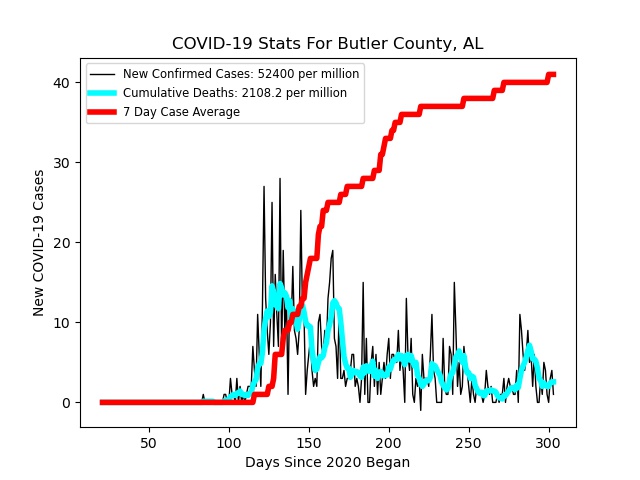 COVID-19 Stats For Butler County, AL
New Confirmed Cases: 52400 per million
Cumulative Deaths: 2108.2 per million
7 Day Case Average
New COVID-19 Cases
40
30
20
10
0
50 100 150 200 250 300
Days Since 2020 Began